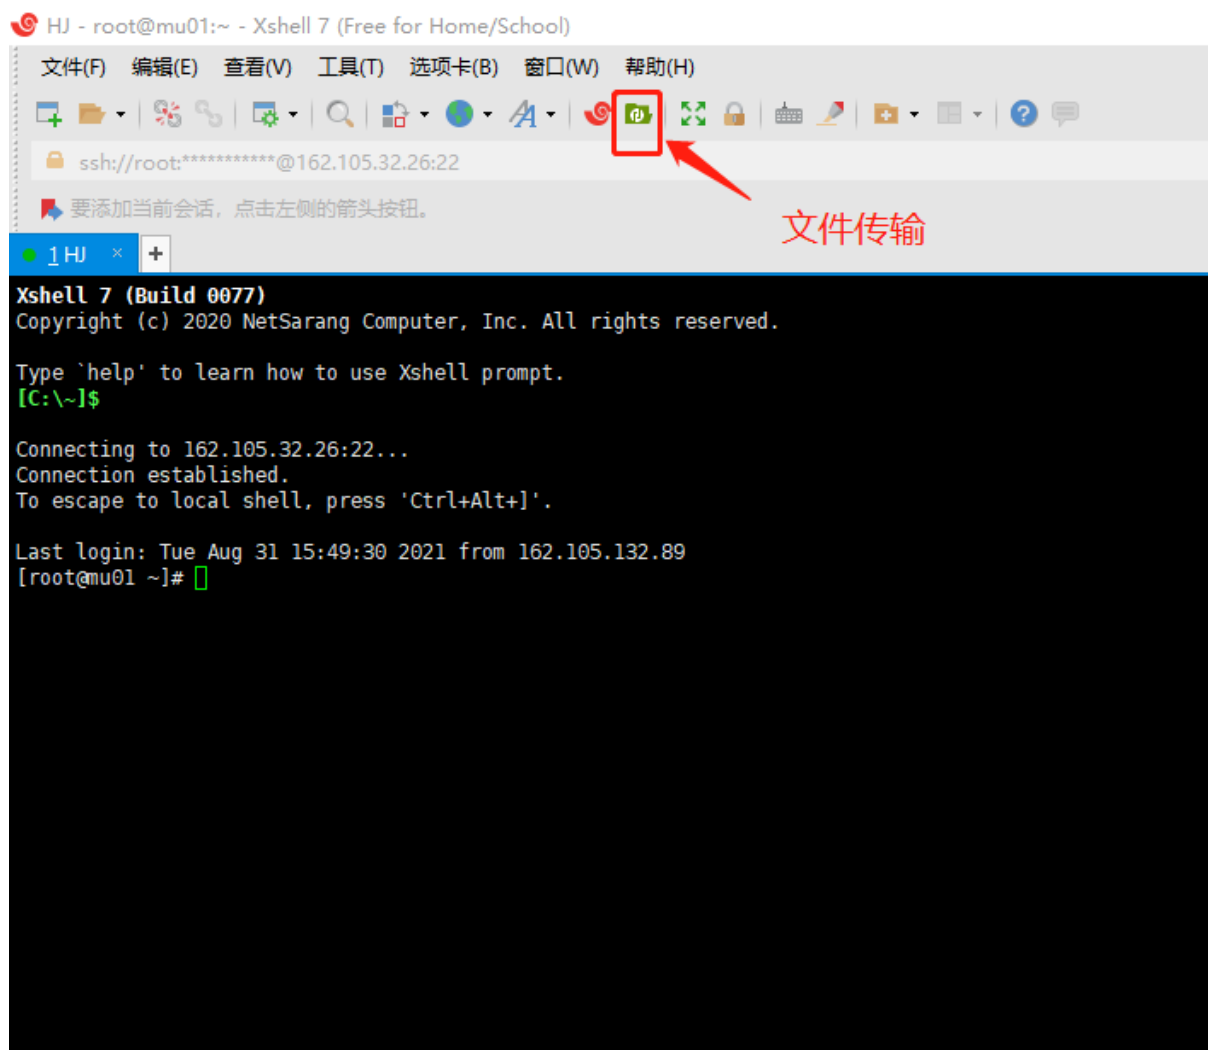 HJ - root@mu01:~ - Xshell 7 (Free for Home/School)
文件(F) 编辑(E) 查看(V) 工具(T) 选项卡(B) 窗口(W) 帮助(H)
ssh://root:***********@162.105.32.26:22
要添加当前会话，点击左侧的箭头按钮。
文件传输
1 HJ × +
Xshell 7 (Build 0077)
Copyright (c) 2020 NetSarang Computer, Inc. All rights reserved.
Type `help' to learn how to use Xshell prompt.
[C:\~]$
Connecting to 162.105.32.26:22...
Connection established.
To escape to local shell, press 'Ctrl+Alt+]'.
Last login: Tue Aug 31 15:49:30 2021 from 162.105.132.89
[root@mu01 ~]#